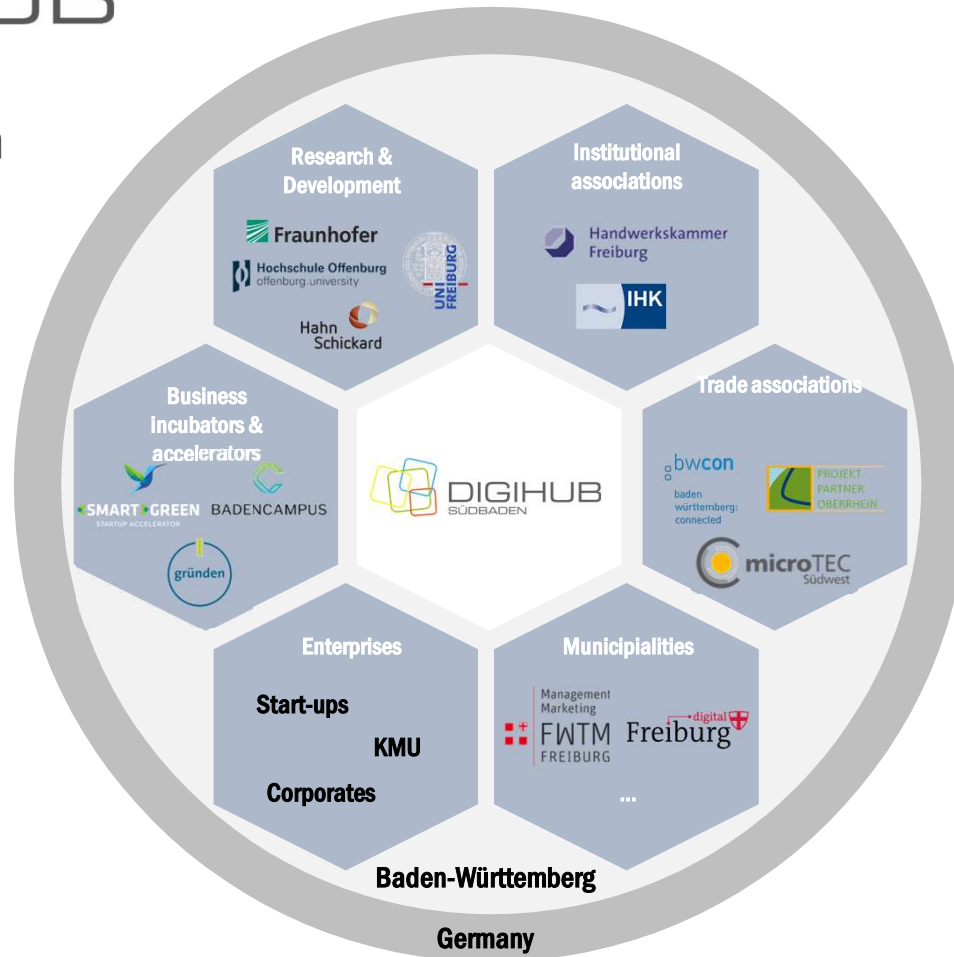 Research &
Development
Fraunhofer
Hochschule Offenburg
offenburg.university
UNI
FREIBURG
Hahn
Schickard
Institutional
associations
Handwerkskammer
Freiburg
IHK
Business
incubators &
accelerators
SMART GREEN
STARTUP ACCELERATOR
BADENCAMPUS
gründen
DIGIHUB
SÜDBADEN
Trade associations
bwcon
baden
württemberg:
connected
PROJEKT
PARTNER
OBERRHEIN
microTEC
Südwest
Enterprises
Start-ups
KMU
Corporates
Municipialities
Management
Marketing
FWTM
FREIBURG
digital
Freiburg
...
Baden-Württemberg
Germany